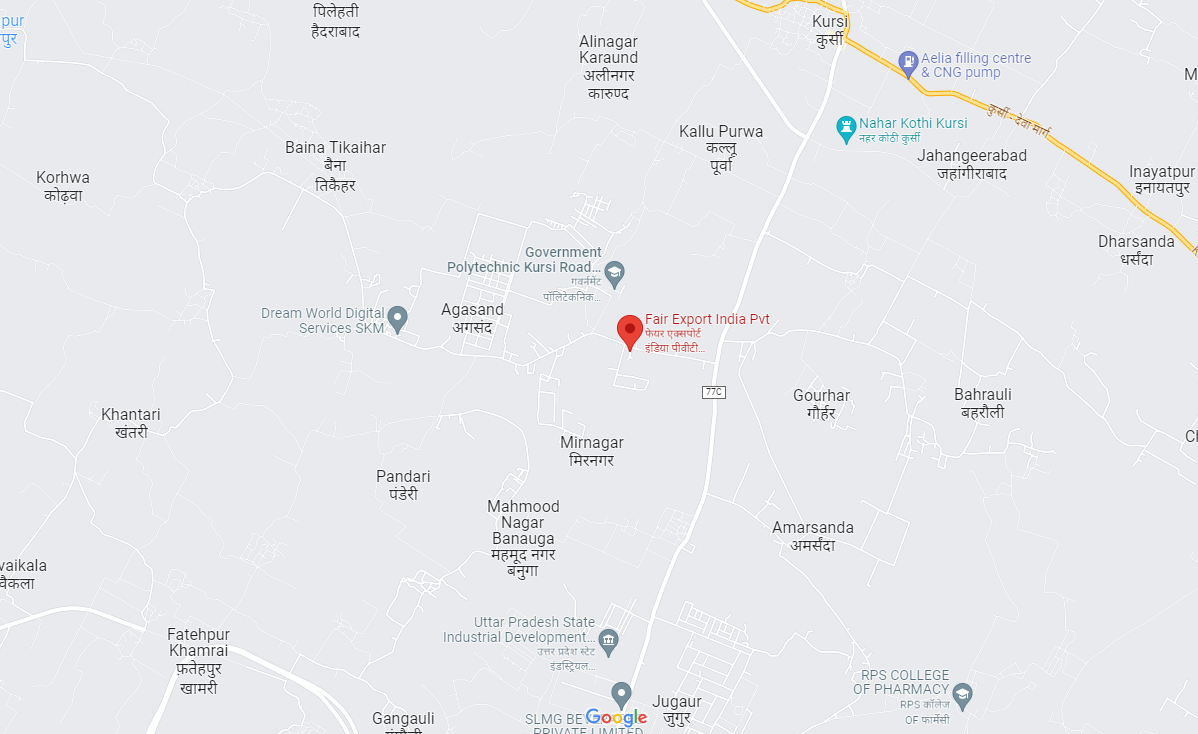 पिलेहती
हैदराबाद
pur
पुर
Kursi
कुर्सी
Alinagar
Karaund
अलीनगर
कारुण्द
Aelia filling centre
& CNG pump
M
कुर्सी - देवा मार्ग
Nahar Kothi Kursi
नहर कोठी कुर्सी
Kallu Purwa
कल्लू
पूर्वा
Jahangeerabad
जहांगीराबाद
Baina Tikaihar
बैना
तिकैहर
Korhwa
कोढ़वा
Inayatpur
इनायतपुर
Dharsanda
धर्संदा
Government
Polytechnic Kursi Road...
गवर्नमेंट
पॉलिटेकनिक...
Dream World Digital
Services SKM
Agasand
अगसंद
Fair Export India Pvt
फेयर एक्सपोर्ट
इंडिया पीवीटी...
77C
Gourhar
गौर्हर
Bahrauli
बहरौली
Khantari
खंतरी
Mirnagar
मिरनगर
Ch
Pandari
पंडेरी
Mahmood
Nagar
Banauga
महमूद नगर
बनुगा
Amarsanda
अमर्संदा
vaikala
वैकला
Fatehpur
Khamrai
फ़तेहपुर
खामरी
Uttar Pradesh State
Industrial Development...
उत्तर प्रदेश स्टेट
इंडस्ट्रियल...
RPS COLLEGE
OF PHARMACY
RPS कॉलेज
OF फार्मेसी
Jugaur
जुगुर
Gangauli
SLMG BE
PRIVATE LIMITED
Google